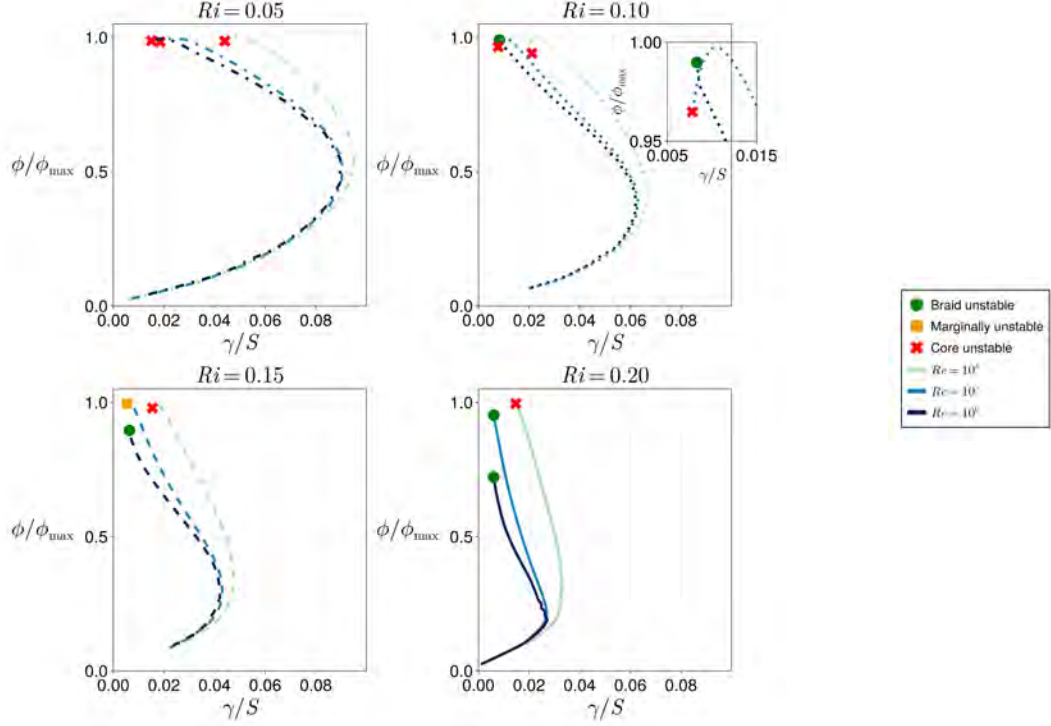 Ri = 0.05
1.0
ϕ/ϕmax
0.5
0.0
0.00 0.02 0.04 0.06 0.08
γ/S
Ri = 0.10
1.0
ϕ/ϕmax
0.5
0.0
0.00 0.02 0.04 0.06 0.08
γ/S
1.00
ϕ/ϕmax
0.95
0.005 0.015
γ/S
Ri = 0.15
1.0
ϕ/ϕmax
0.5
0.0
0.00 0.02 0.04 0.06 0.08
γ/S
Ri = 0.20
1.0
ϕ/ϕmax
0.5
0.0
0.00 0.02 0.04 0.06 0.08
γ/S
Braid unstable
Marginally unstable
Core unstable
Re =
Re =
Re =